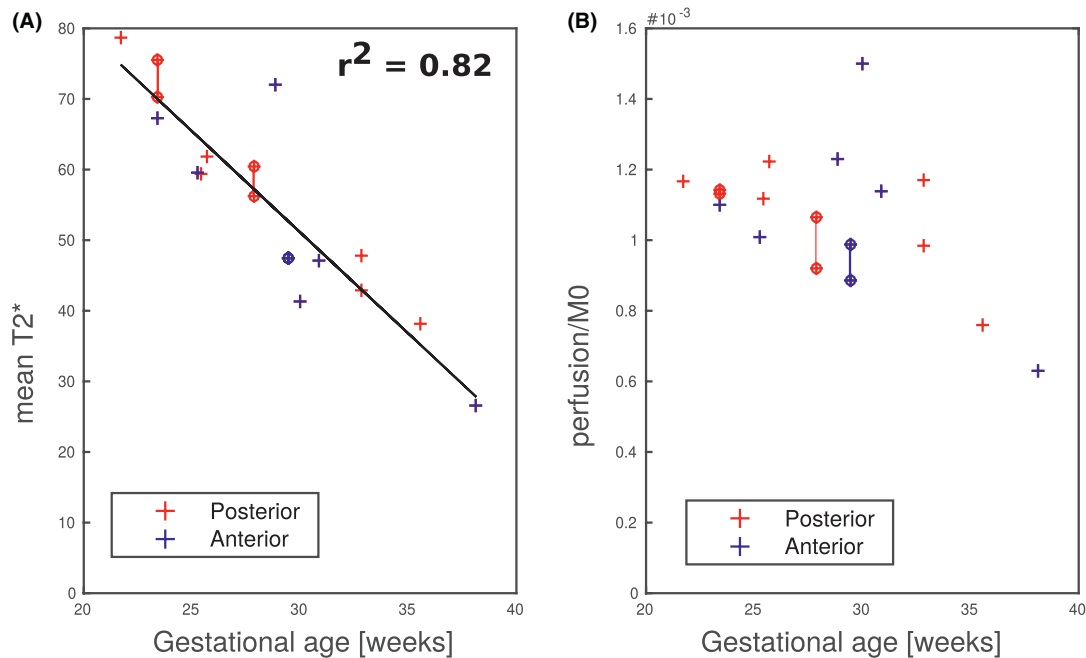 (A)
r2 = 0.82
80
70
60
50
40
30
20
10
0
mean T2*
Posterior
Anterior
20 25 30 35 40
Gestational age [weeks]
(B)
#10-3
1.6
1.4
1.2
1
0.8
0.6
0.4
0.2
0
perfusion/M0
Posterior
Anterior
20 25 30 35 40
Gestational age [weeks]